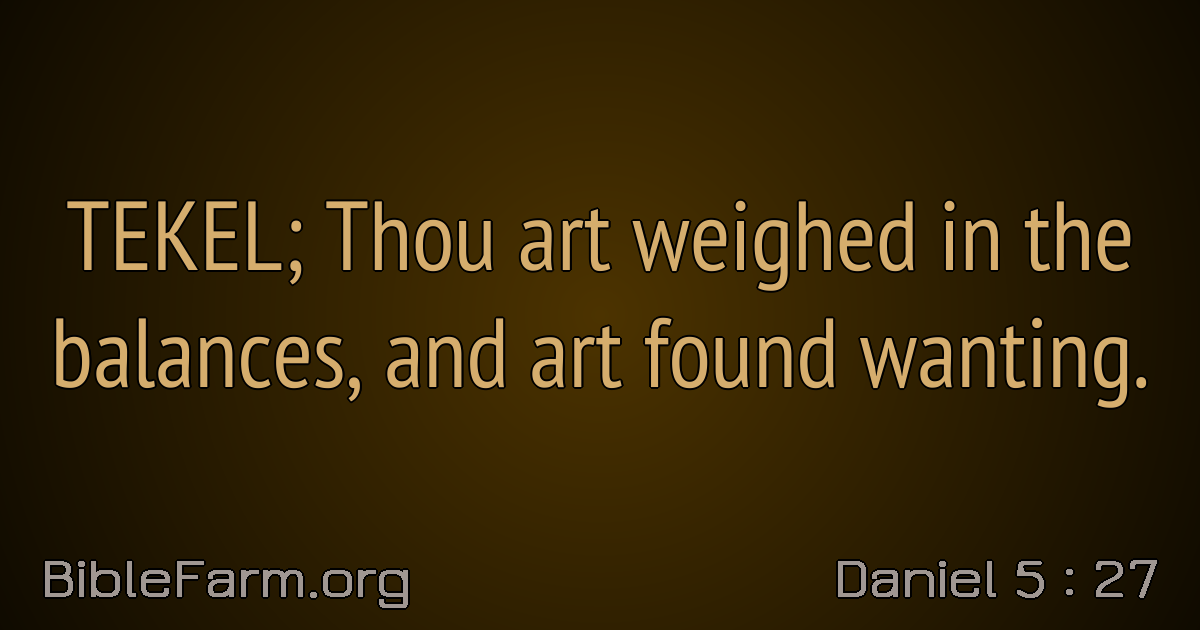 TEKEL; Thou art weighed in the
balances, and art found wanting.
BibleFarm.org
Daniel 5 : 27